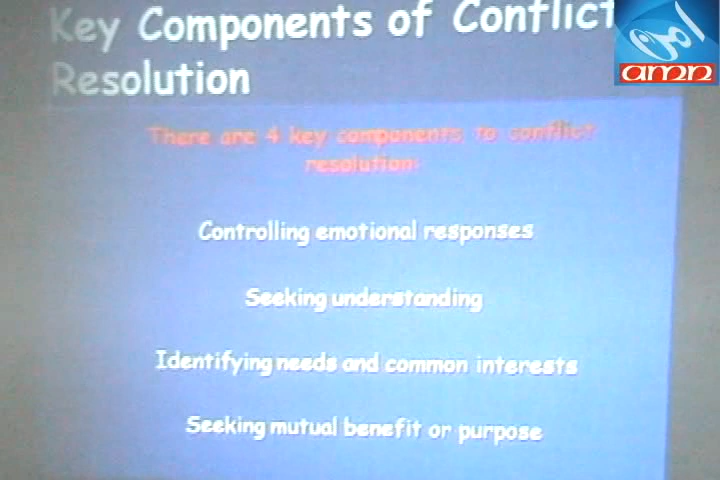 Key Components of Conflict
Resolution
amn
There are 4 key components to conflict
resolution:
Controlling emotional responses
Seeking understanding
Identifying needs and common interests
Seeking mutual benefit or purpose